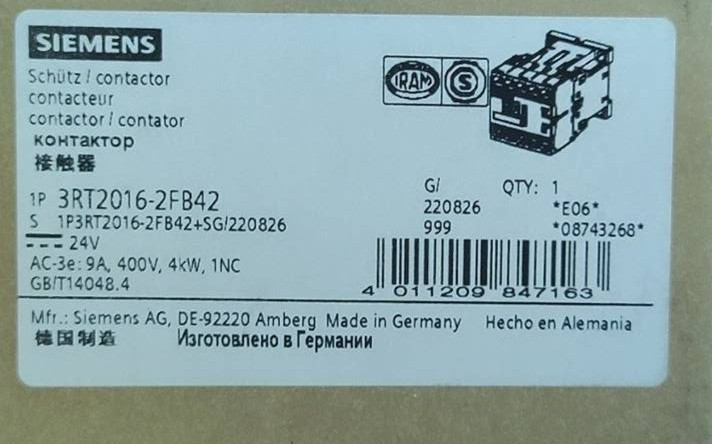 SIEMENS
Schütz / contactor
contacteur
contactor / contator
контактор
接触器
IRAM S
1P 3RT2016-2FB42
S 1P3RT2016-2FB42+SG/220826
24V
AC-3e: 9A, 400V, 4kW, 1NC
GB/T14048.4
G/ QTY: 1
220826 *E06*
999 *08743268*
4 011209 847163
Mfr.: Siemens AG, DE-92220 Amberg Made in Germany Hecho en Alemania
德国制造 Изготовлено в Германии